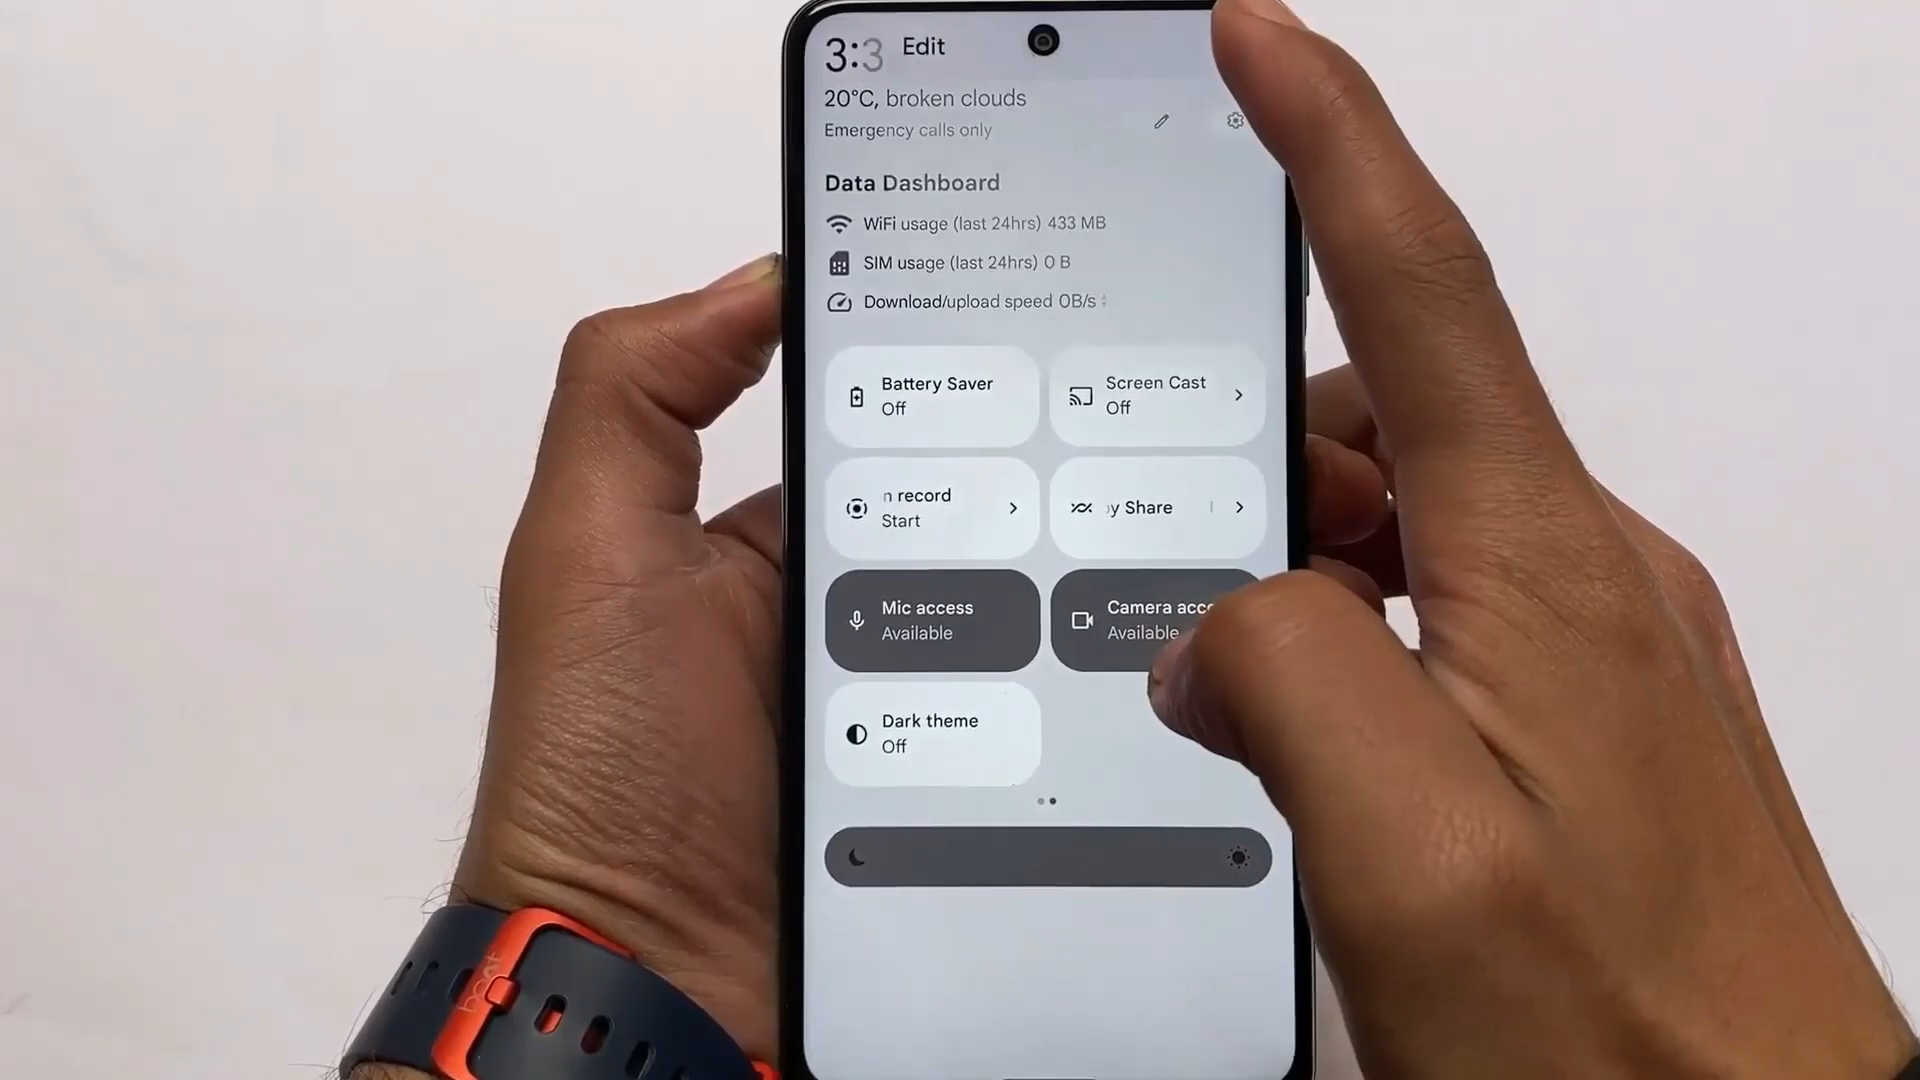 3:3 Edit
20°C, broken clouds
Emergency calls only
Data Dashboard
WiFi usage (last 24hrs) 433 MB
SIM usage (last 24hrs) 0 B
Download/upload speed 0B/s
Battery Saver
Off
Screen Cast
Off
n record
Start
y Share
Mic access
Available
Camera acc
Available
Dark theme
Off
boat